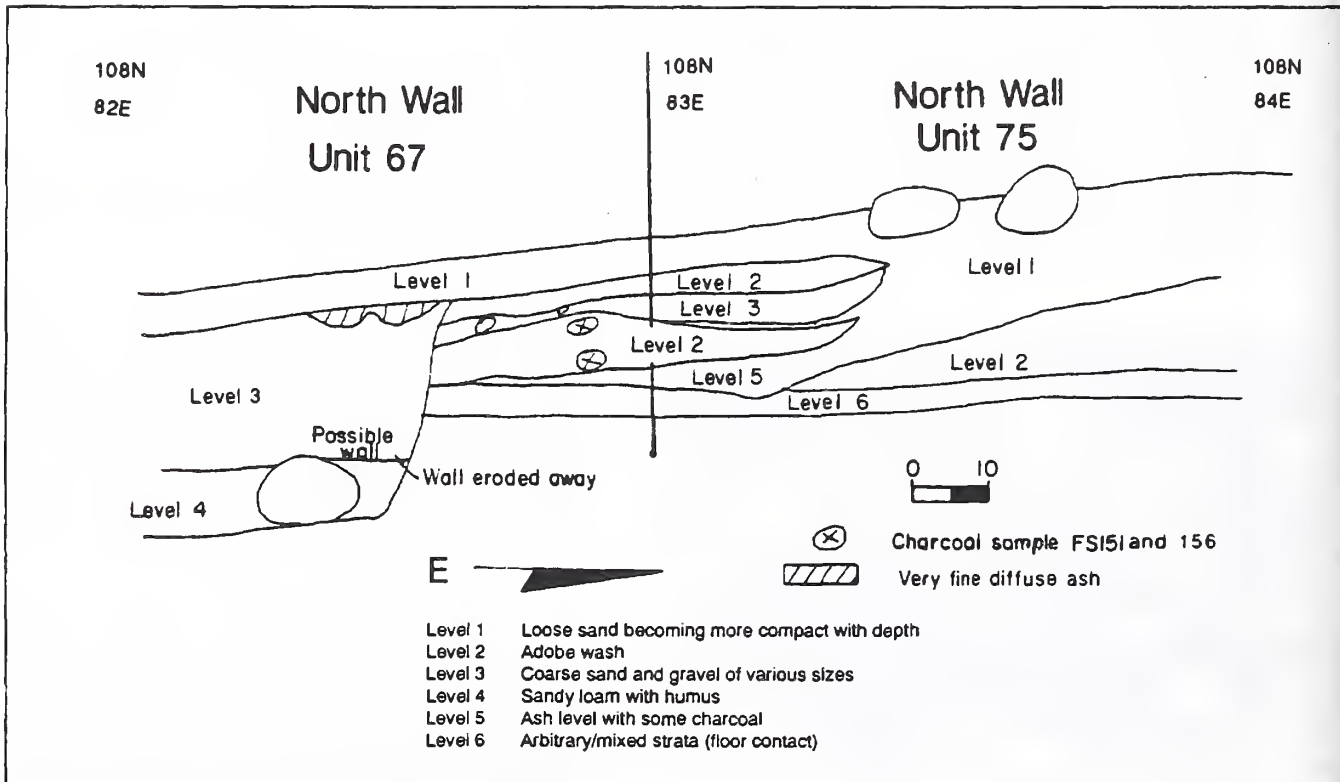 108N
82E
North Wall
Unit 67
108N
83E
North Wall
Unit 75
108N
84E
Level 1
Level 2
Level 3
Level 1
Level 2
Level 5
Level 2
Level 3
Level 6
Possible
wall
Wall eroded away
Level 4
0 10
Charcoal sample FS151 and 156
Very fine diffuse ash
E
Level 1 Loose sand becoming more compact with depth
Level 2 Adobe wash
Level 3 Coarse sand and gravel of various sizes
Level 4 Sandy loam with humus
Level 5 Ash level with some charcoal
Level 6 Arbitrary/mixed strata (floor contact)